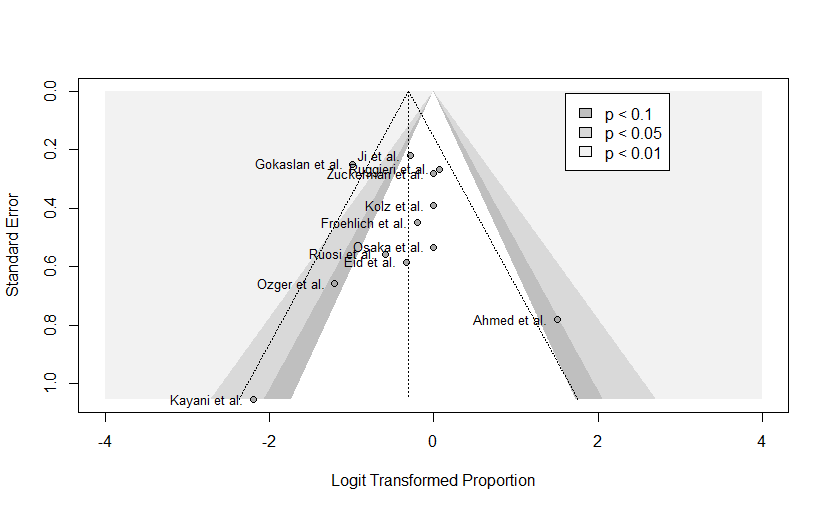 p < 0.1
p < 0.05
p < 0.01
0.0
0.2
0.4
0.6
0.8
1.0
Standard Error
Ji et al.
Gokaslan et al.
Ruggieri et al.
Zuckerman et al.
Kolz et al.
Froehlich et al.
Osaka et al.
Ruosi et al.
Eid et al.
Ozger et al.
Ahmed et al.
Kayani et al.
-4
-2
0
2
4
Logit Transformed Proportion